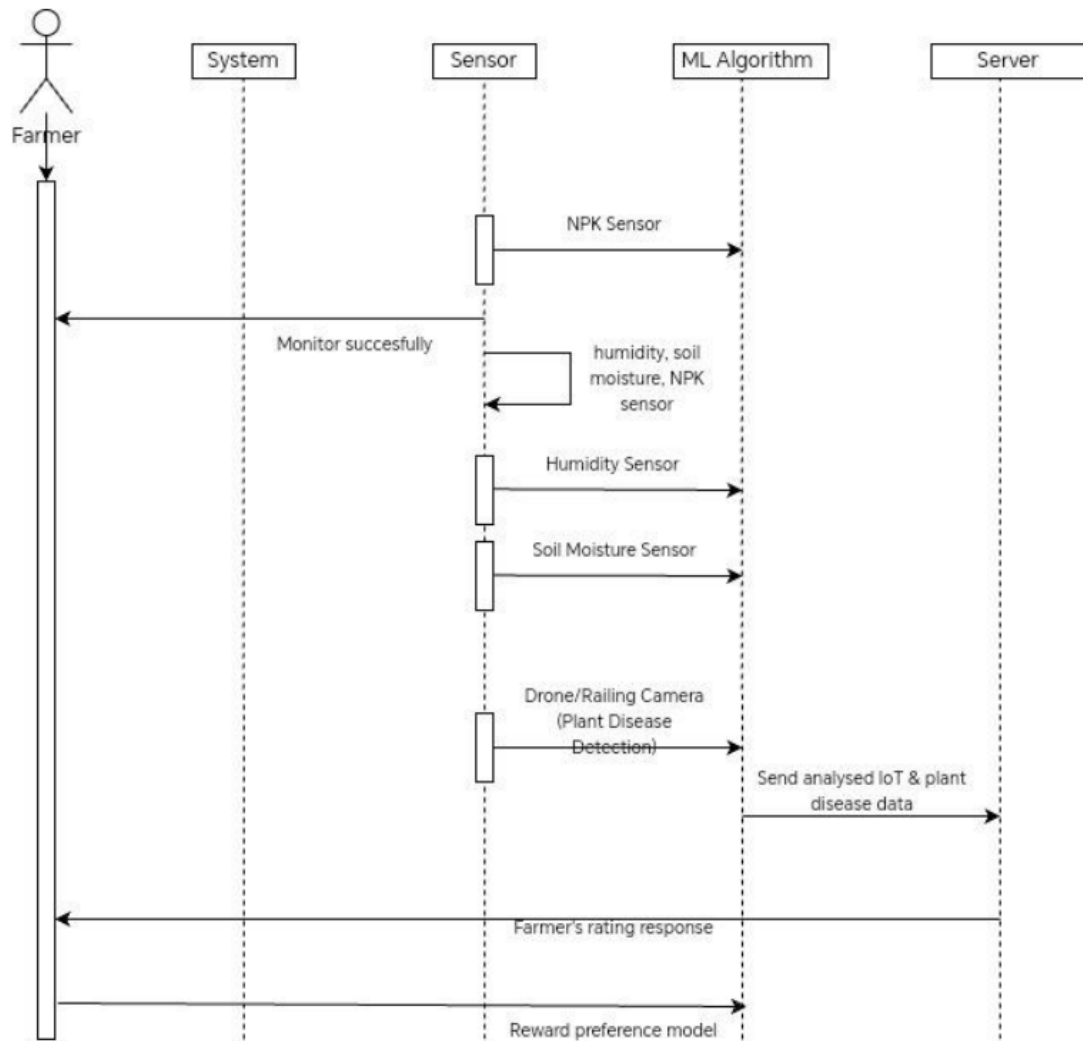 System
Sensor
ML Algorithm
Server
Farmer
NPK Sensor
Monitor succesfully
humidity, soil
moisture, NPK
sensor
Humidity Sensor
Soil Moisture Sensor
Drone/Railing Camera
(Plant Disease
Detection)
Send analysed IoT & plant
disease data
Farmer's rating response
Reward preference model